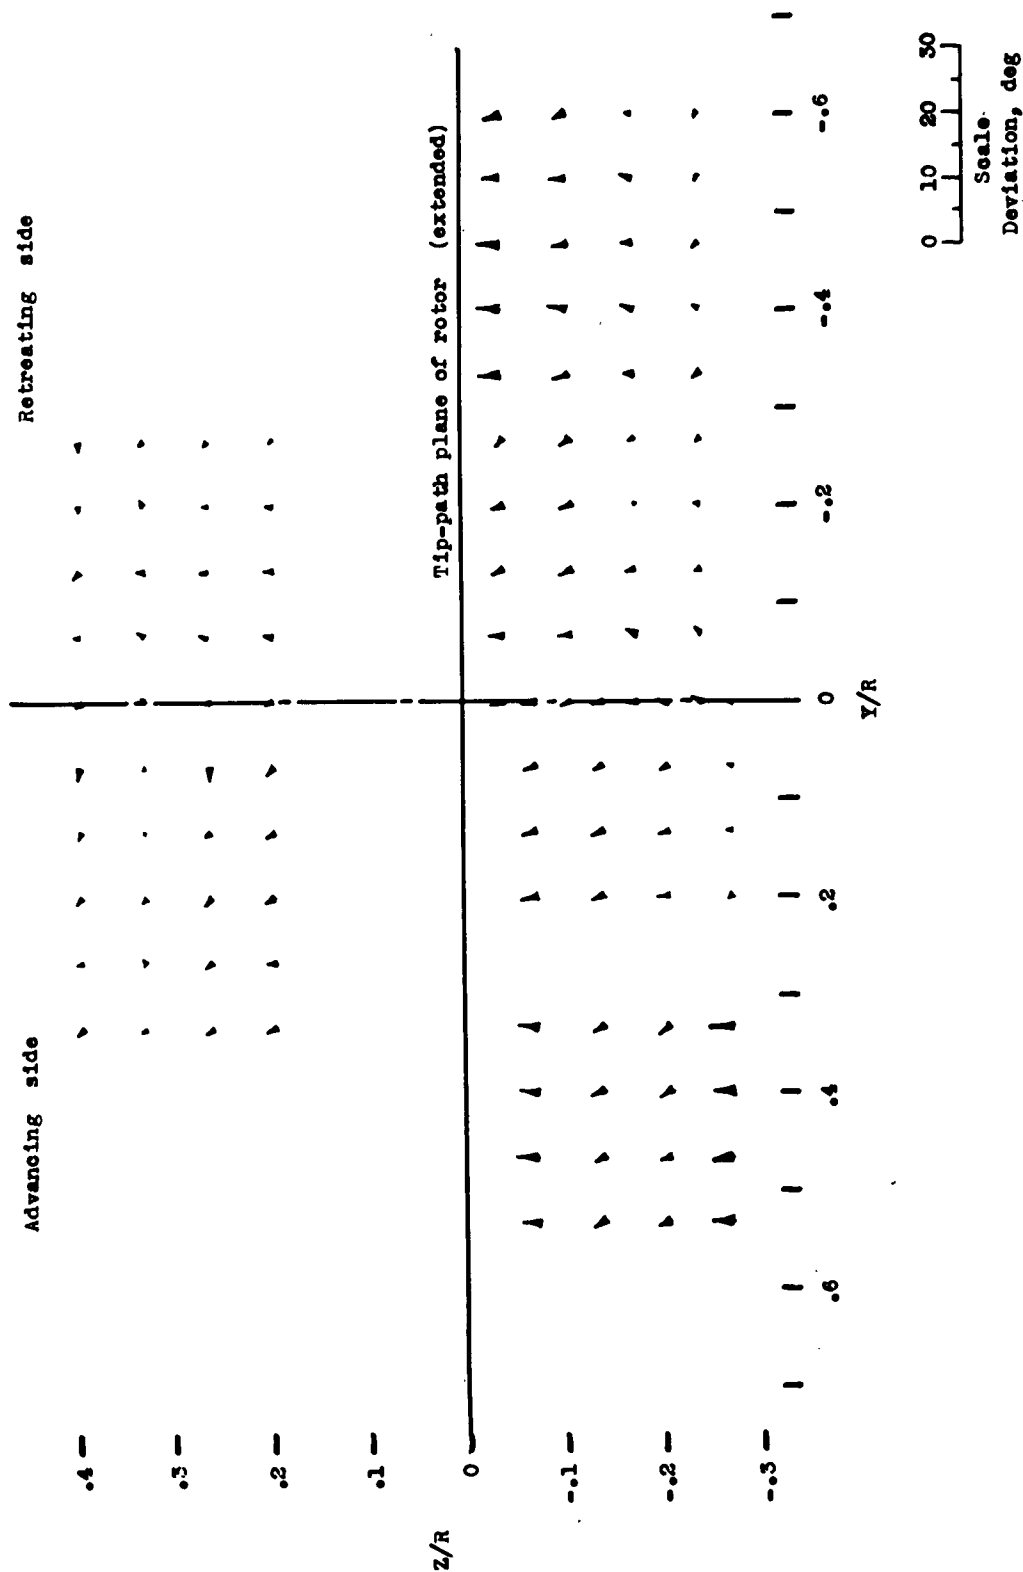 Advancing side
Retreating side
Tip-path plane of rotor (extended)
Z/R
.4
.3
.2
.1
0
-.1
-.2
-.3
.6
.4
.2
0
-.2
-.4
-.6
Y/R
0 10 20 30
Scale
Deviation, deg